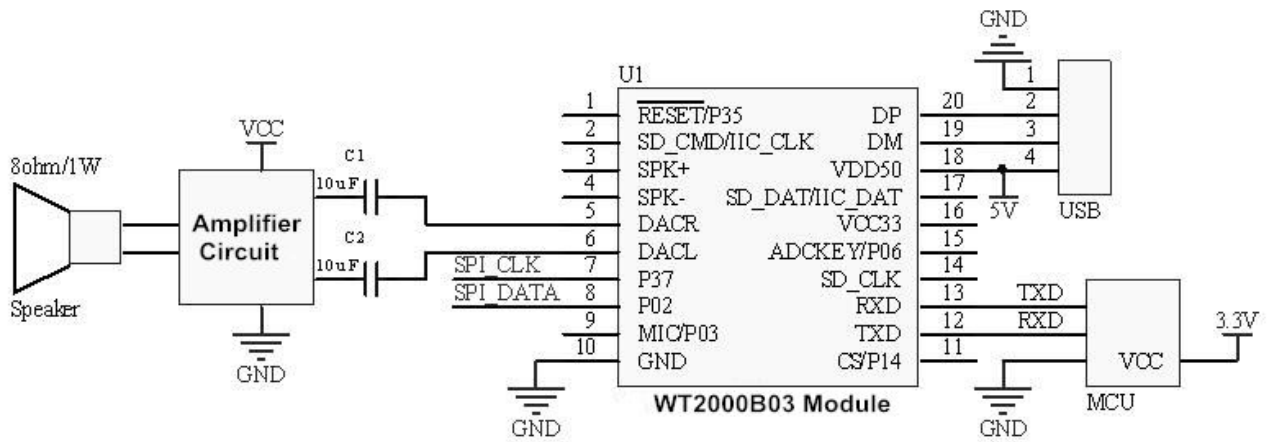 GND
U1
1
RESET/P35
DP
20
1
2
SD_CMD/IIC_CLK
DM
19
2
3
SPK+
VDD50
18
3
4
SPK-
SD_DAT/IIC_DAT
17
4
5
DACR
VCC33
16
5V
USB
6
DACL
ADCKEY/P06
15
7
P37
SD_CLK
14
8
P02
RXD
13
TXD
9
MIC/P03
TXD
12
RXD
10
GND
CS/P14
11
WT2000B03 Module
VCC
8ohm/1W
C1
10uF
Amplifier
Circuit
C2
10uF
SPI_CLK
SPI_DATA
Speaker
GND
GND
3.3V
VCC
MCU
GND